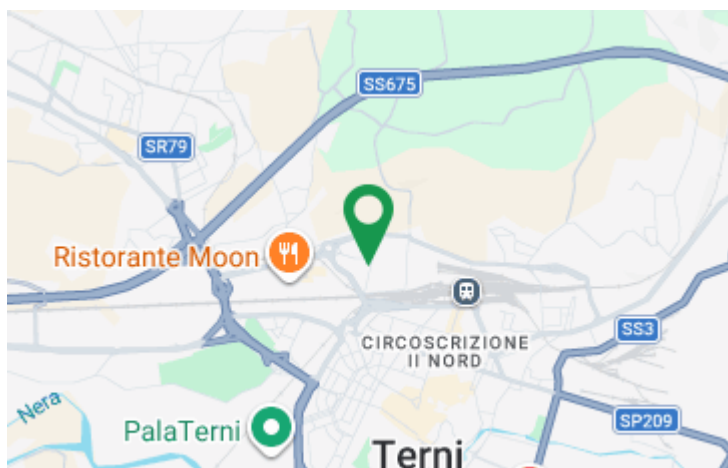 SS675
SR79
Ristorante Moon
CIRCOSCRIZIONE
II NORD
SS3
Nera
PalaTerni
SP209
Terni